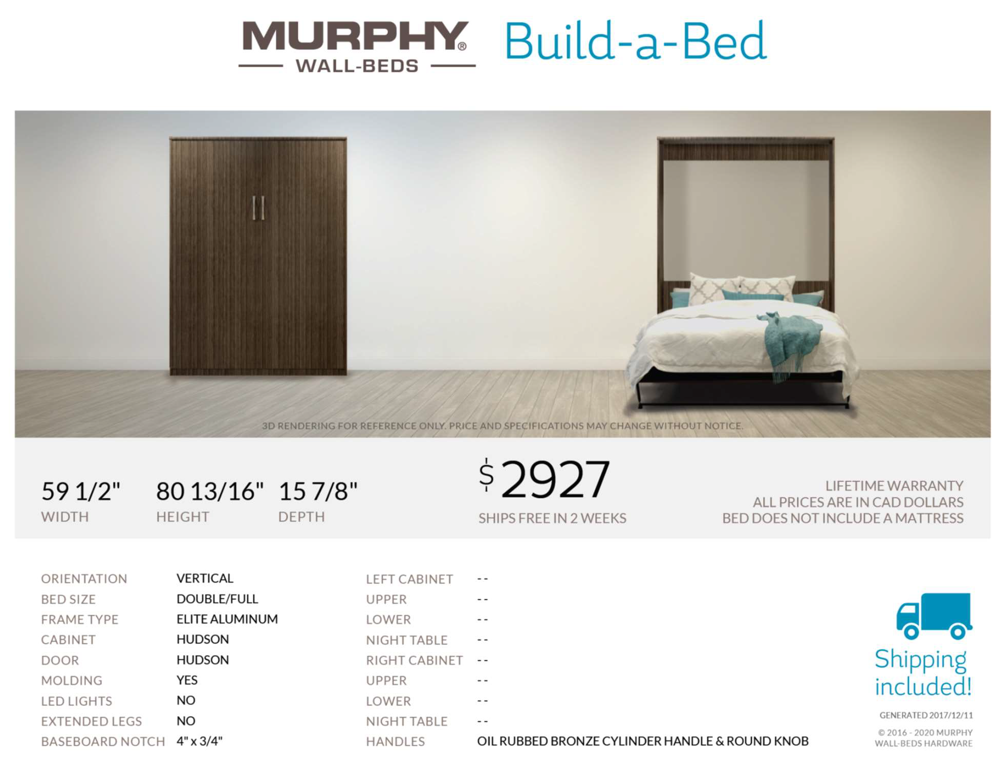 MURPHY® Build-a-Bed
WALL-BEDS
3D RENDERING FOR REFERENCE ONLY. PRICE AND SPECIFICATIONS MAY CHANGE WITHOUT NOTICE.
59 1/2" 80 13/16" 15 7/8"
WIDTH HEIGHT DEPTH
$2927
SHIPS FREE IN 2 WEEKS
LIFETIME WARRANTY
ALL PRICES ARE IN CAD DOLLARS
BED DOES NOT INCLUDE A MATTRESS
ORIENTATION VERTICAL
BED SIZE DOUBLE/FULL
FRAME TYPE ELITE ALUMINUM
CABINET HUDSON
DOOR HUDSON
MOLDING YES
LED LIGHTS NO
EXTENDED LEGS NO
BASEBOARD NOTCH 4" x 3/4"
LEFT CABINET --
UPPER --
LOWER --
NIGHT TABLE --
RIGHT CABINET --
UPPER --
LOWER --
NIGHT TABLE --
HANDLES OIL RUBBED BRONZE CYLINDER HANDLE & ROUND KNOB
Shipping
included!
GENERATED 2017/12/11
© 2016 - 2020 MURPHY
WALL-BEDS HARDWARE